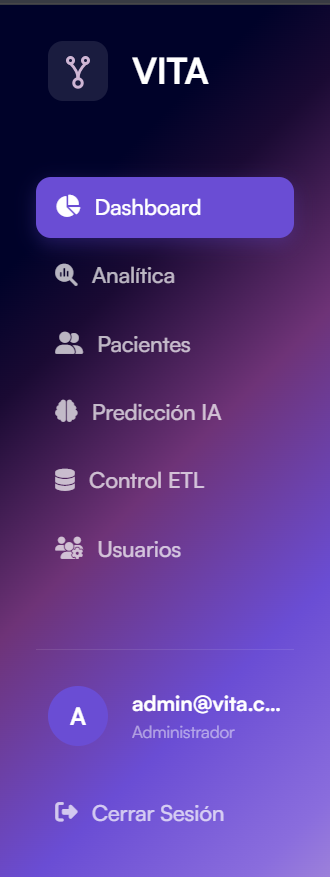 VITA
Dashboard
Analítica
Pacientes
Predicción IA
Control ETL
Usuarios
A
admin@vita.c...
Administrador
Cerrar Sesión